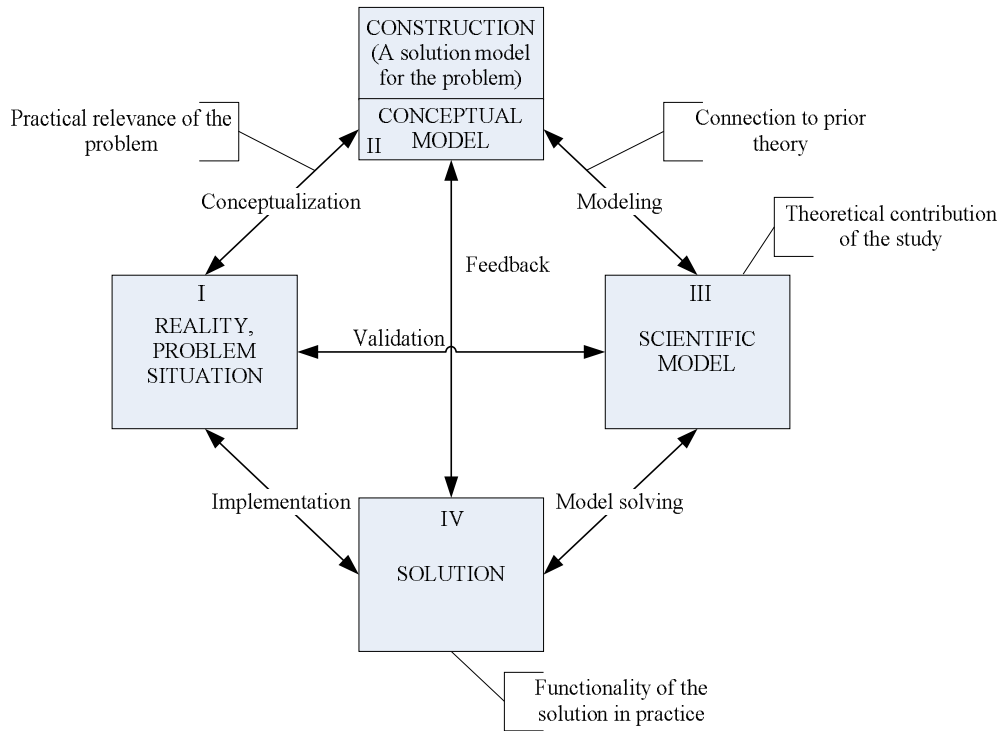 CONSTRUCTION
(A solution model
for the problem)
CONCEPTUAL
MODEL
II
Practical relevance of the
problem
Connection to prior
theory
Conceptualization
Modeling
Theoretical contribution
of the study
Feedback
I
REALITY,
PROBLEM
SITUATION
Validation
III
SCIENTIFIC
MODEL
Implementation
Model solving
IV
SOLUTION
Functionality of the
solution in practice